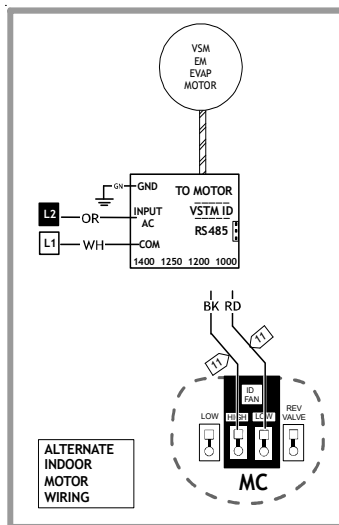 VSM
EM
EVAP
MOTOR
GN GND
TO MOTOR
L2 OR INPUT AC
VSTM ID
RS485
L1 WH COM
1400 1250 1200 1000
BK RD
11
11
ID
FAN
LOW HIGH LOW REV
VALVE
MC
ALTERNATE
INDOOR
MOTOR
WIRING